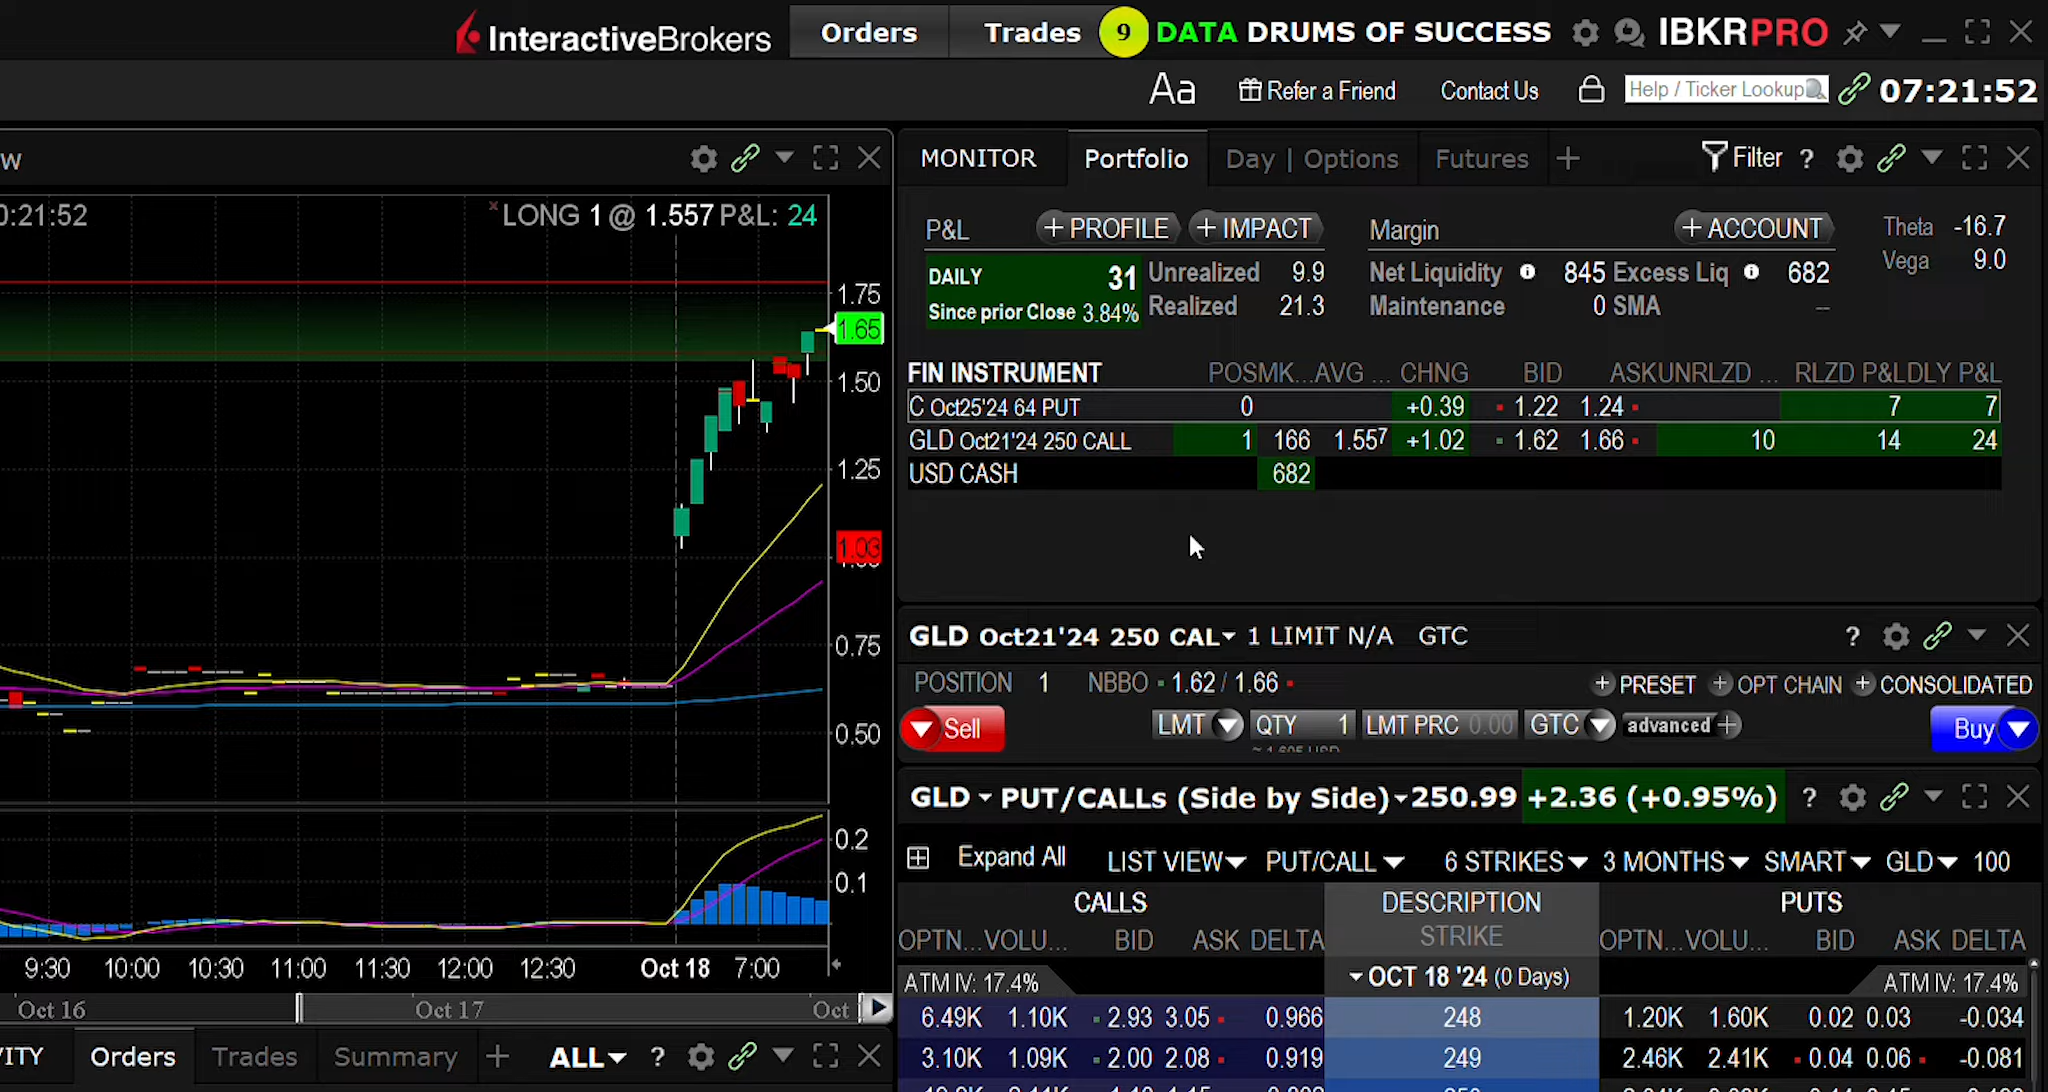 InteractiveBrokers Orders Trades 9 DATA DRUMS OF SUCCESS IBKRPRO
Aa Refer a Friend Contact Us Help / Ticker Lookup 07:21:52
w
0:21:52 LONG 1 @ 1.557 P&L: 24
1.75
1.65
1.50
1.25
1.03
0.75
0.50
0.2
0.1
9:30 10:00 10:30 11:00 11:30 12:00 12:30 Oct 18 7:00
Oct 16 Oct 17 Oct
VITY Orders Trades Summary + ALL ?
MONITOR Portfolio Day | Options Futures + Filter ?
P&L + PROFILE + IMPACT Margin + ACCOUNT Theta -16.7
DAILY 31 Unrealized 9.9 Net Liquidity 845 Excess Liq 682 Vega 9.0
Since prior Close 3.84% Realized 21.3 Maintenance 0 SMA --
FIN INSTRUMENT POS MK... AVG ... CHNG BID ASK UNRLZD ... RLZD P&L DLY P&L
C Oct25'24 64 PUT 0 +0.39 1.22 1.24 7 7
GLD Oct21'24 250 CALL 1 166 1.557 +1.02 1.62 1.66 10 14 24
USD CASH 682
GLD Oct21'24 250 CAL 1 LIMIT N/A GTC ?
POSITION 1 NBBO 1.62 / 1.66 + PRESET + OPT CHAIN + CONSOLIDATED
Sell LMT QTY 1 LMT PRC 0.00 GTC advanced + Buy
GLD PUT/CALLs (Side by Side) 250.99 +2.36 (+0.95%) ?
Expand All LIST VIEW PUT/CALL 6 STRIKES 3 MONTHS SMART GLD 100
CALLS DESCRIPTION PUTS
OPTN... VOLU... BID ASK DELTA STRIKE OPTN... VOLU... BID ASK DELTA
ATM IV: 17.4% OCT 18 '24 (0 Days) ATM IV: 17.4%
6.49K 1.10K 2.93 3.05 0.966 248 1.20K 1.60K 0.02 0.03 -0.034
3.10K 1.09K 2.00 2.08 0.919 249 2.46K 2.41K 0.04 0.06 -0.081